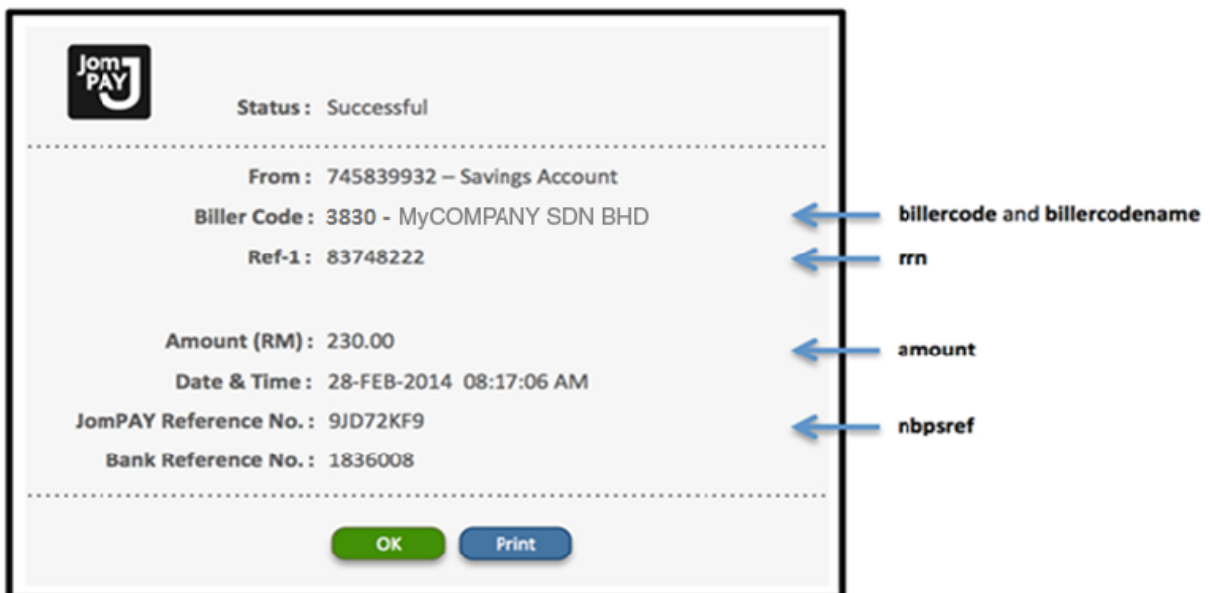 Jom
PAY
Status : Successful
From : 745839932 – Savings Account
Biller Code : 3830 - MyCOMPANY SDN BHD
billercode and billercodename
Ref-1 : 83748222
rrn
Amount (RM) : 230.00
amount
Date & Time : 28-FEB-2014 08:17:06 AM
JomPAY Reference No. : 9JD72KF9
nbpsref
Bank Reference No. : 1836008
OK
Print